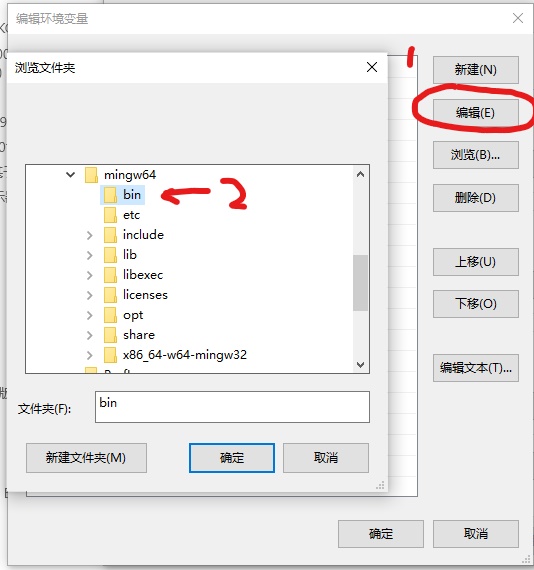 编辑环境变量
浏览文件夹
1
新建(N)
编辑(E)
浏览(B)...
删除(D)
上移(U)
下移(O)
编辑文本(T)...
mingw64
bin
2
etc
include
lib
libexec
licenses
opt
share
x86_64-w64-mingw32
文件夹(F):
bin
新建文件夹(M)
确定
取消
确定
取消